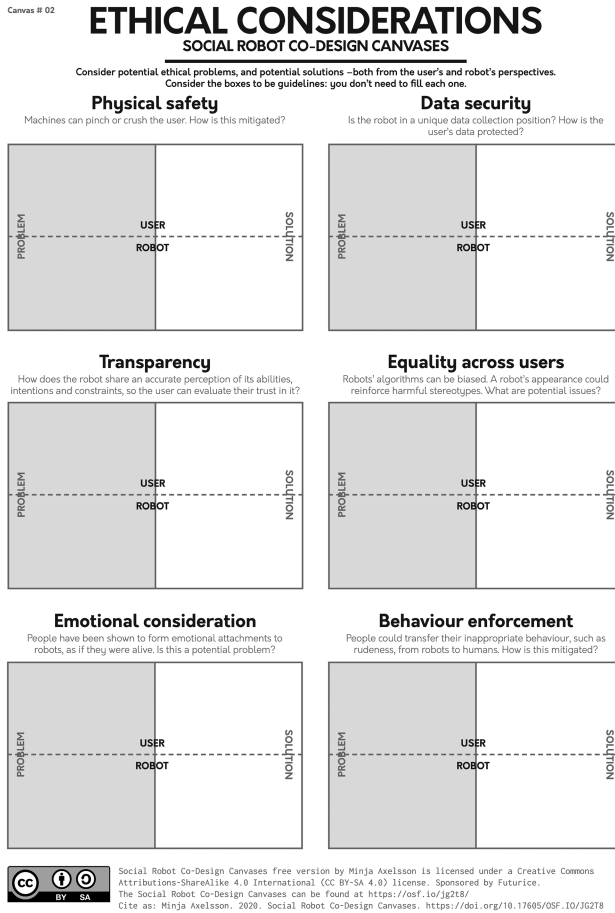 Canvas # 02
ETHICAL CONSIDERATIONS
SOCIAL ROBOT CO-DESIGN CANVASES
Consider potential ethical problems, and potential solutions –both from the user's and robot's perspectives.
Consider the boxes to be guidelines: you don't need to fill each one.
Physical safety
Machines can pinch or crush the user. How is this mitigated?
PROBLEM
USER
ROBOT
SOLUTION
Data security
Is the robot in a unique data collection position? How is the
user's data protected?
PROBLEM
USER
ROBOT
SOLUTION
Transparency
How does the robot share an accurate perception of its abilities,
intentions and constraints, so the user can evaluate their trust in it?
PROBLEM
USER
ROBOT
SOLUTION
Equality across users
Robots' algorithms can be biased. A robot's appearance could
reinforce harmful stereotypes. What are potential issues?
PROBLEM
USER
ROBOT
SOLUTION
Emotional consideration
People have been shown to form emotional attachments to
robots, as if they were alive. Is this a potential problem?
PROBLEM
USER
ROBOT
SOLUTION
Behaviour enforcement
People could transfer their inappropriate behaviour, such as
rudeness, from robots to humans. How is this mitigated?
PROBLEM
USER
ROBOT
SOLUTION
cc
BY SA
Social Robot Co-Design Canvases free version by Minja Axelsson is licensed under a Creative Commons
Attributions-ShareAlike 4.0 International (CC BY-SA 4.0) license. Sponsored by Futurice.
The Social Robot Co-Design Canvases can be found at https://osf.io/jg2t8/
Cite as: Minja Axelsson. 2020. Social Robot Co-Design Canvases. https://doi.org/10.17605/OSF.IO/JG2T8